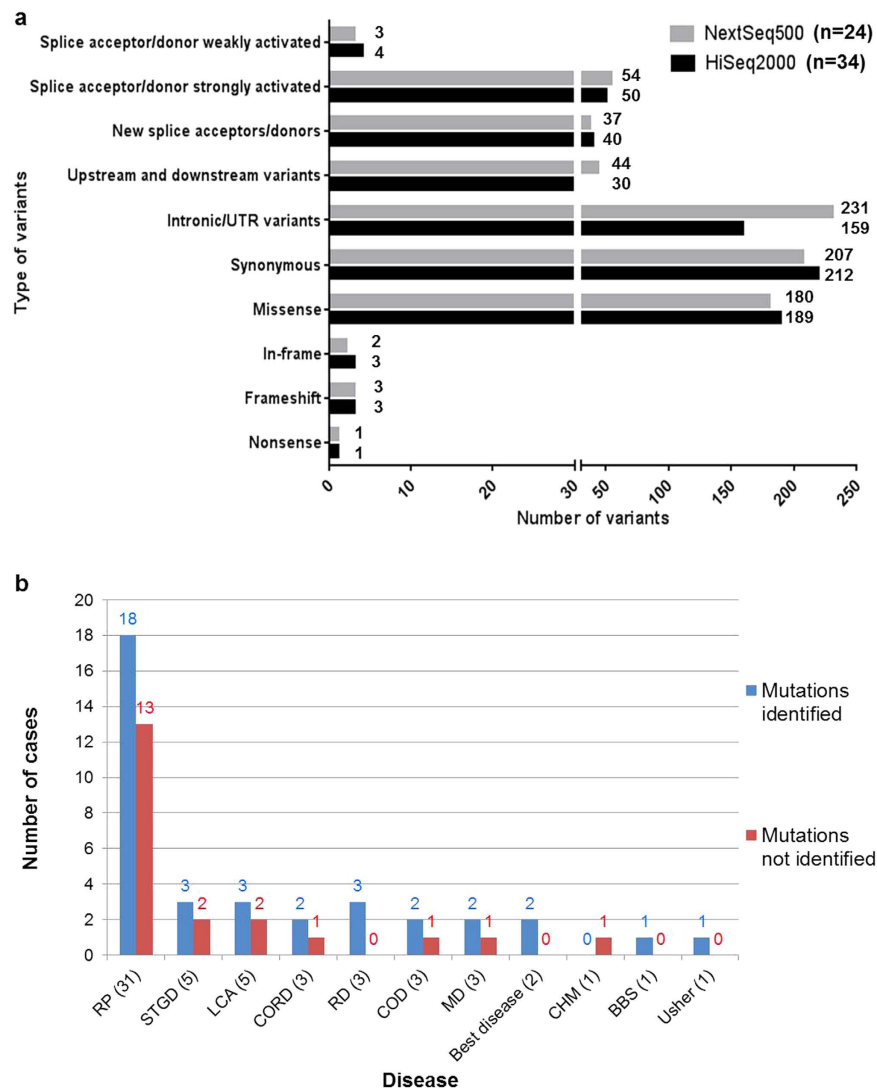 a
NextSeq500 (n=24)
HiSeq2000 (n=34)
Type of variants
Splice acceptor/donor weakly activated
3
4
Splice acceptor/donor strongly activated
54
50
New splice acceptors/donors
37
40
Upstream and downstream variants
44
30
Intronic/UTR variants
231
159
Synonymous
207
212
Missense
180
189
In-frame
2
3
Frameshift
3
3
Nonsense
1
1
0
10
20
30
50
100
150
200
250
Number of variants
b
Number of cases
20
18
16
14
12
10
8
6
4
2
0
18
13
3
2
3
2
2
1
3
0
2
1
2
1
2
0
0
1
1
0
1
0
Mutations
identified
Mutations
not identified
RP (31)
STGD (5)
LCA (5)
CORD (3)
RD (3)
COD (3)
MD (3)
Best disease (2)
CHM (1)
BBS (1)
Usher (1)
Disease